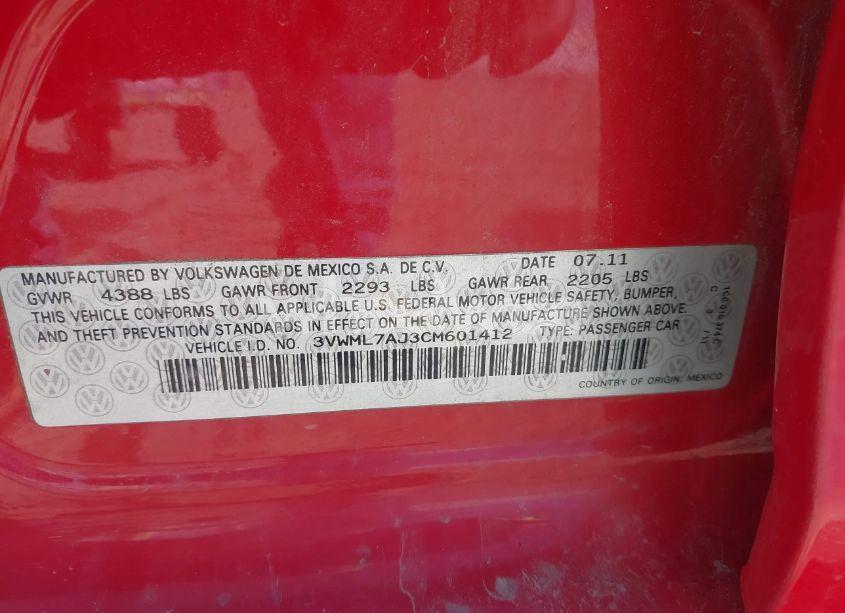 MANUFACTURED BY VOLKSWAGEN DE MEXICO S.A. DE C.V. DATE 07.11
GVWR 4388 LBS GAWR FRONT 2293 LBS GAWR REAR 2205 LBS
THIS VEHICLE CONFORMS TO ALL APPLICABLE U.S. FEDERAL MOTOR VEHICLE SAFETY, BUMPER,
AND THEFT PREVENTION STANDARDS IN EFFECT ON THE DATE OF MANUFACTURE SHOWN ABOVE.
VEHICLE I.D. NO. 3VWML7AJ3CM601412 TYPE: PASSENGER CAR
COUNTRY OF ORIGIN: MEXICO